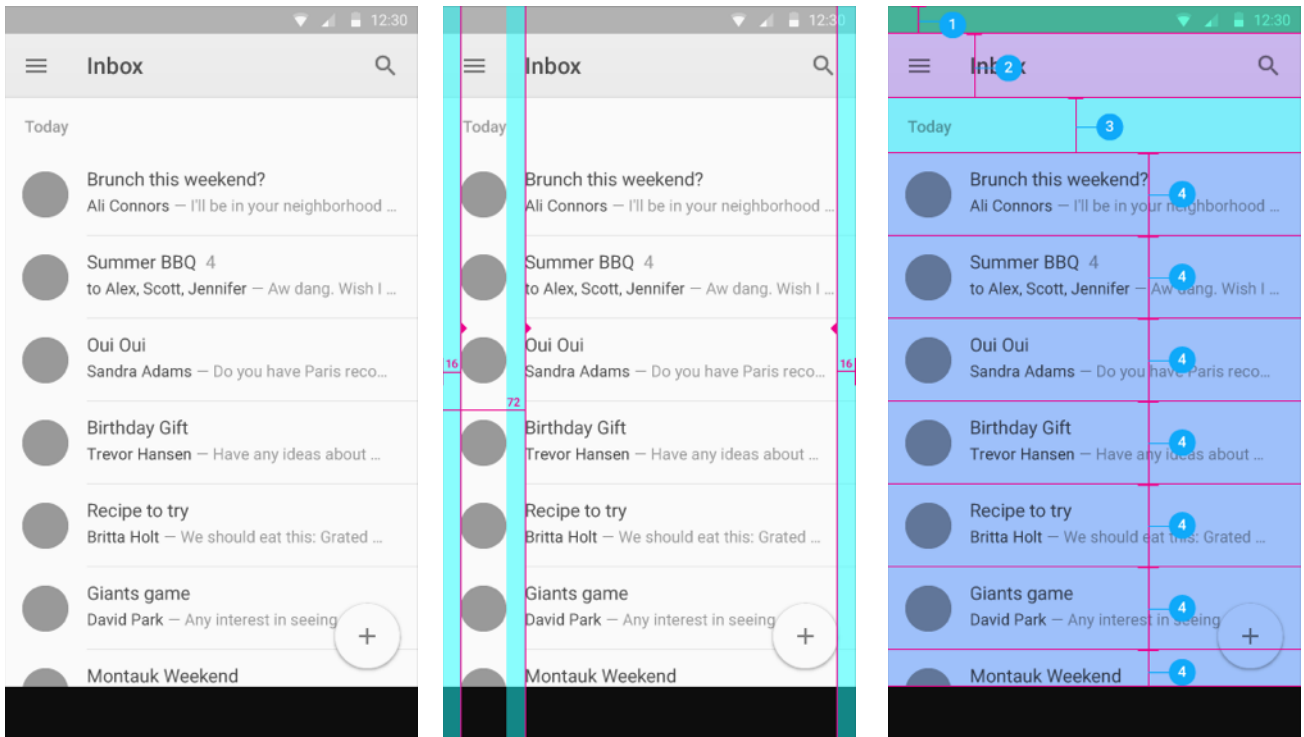 12:30
Inbox
Today
Brunch this weekend?
Ali Connors — I'll be in your neighborhood ...
Summer BBQ 4
to Alex, Scott, Jennifer — Aw dang. Wish I ...
Oui Oui
Sandra Adams — Do you have Paris reco...
Birthday Gift
Trevor Hansen — Have any ideas about ...
Recipe to try
Britta Holt — We should eat this: Grated ...
Giants game
David Park — Any interest in seeing
+
Montauk Weekend
12:30
Inbox
Today
Brunch this weekend?
Ali Connors — I'll be in your neighborhood ...
Summer BBQ 4
to Alex, Scott, Jennifer — Aw dang. Wish I ...
Oui Oui
16
16
Sandra Adams — Do you have Paris reco...
72
Birthday Gift
Trevor Hansen — Have any ideas about ...
Recipe to try
Britta Holt — We should eat this: Grated ...
Giants game
David Park — Any interest in seeing
+
Montauk Weekend
12:30
1
Inbox
2
Today
3
Brunch this weekend?
4
Ali Connors — I'll be in your neighborhood ...
Summer BBQ 4
4
to Alex, Scott, Jennifer — Aw dang. Wish I ...
Oui Oui
4
Sandra Adams — Do you have Paris reco...
Birthday Gift
4
Trevor Hansen — Have any ideas about ...
Recipe to try
4
Britta Holt — We should eat this: Grated ...
Giants game
4
David Park — Any interest in seeing
+
Montauk Weekend
4